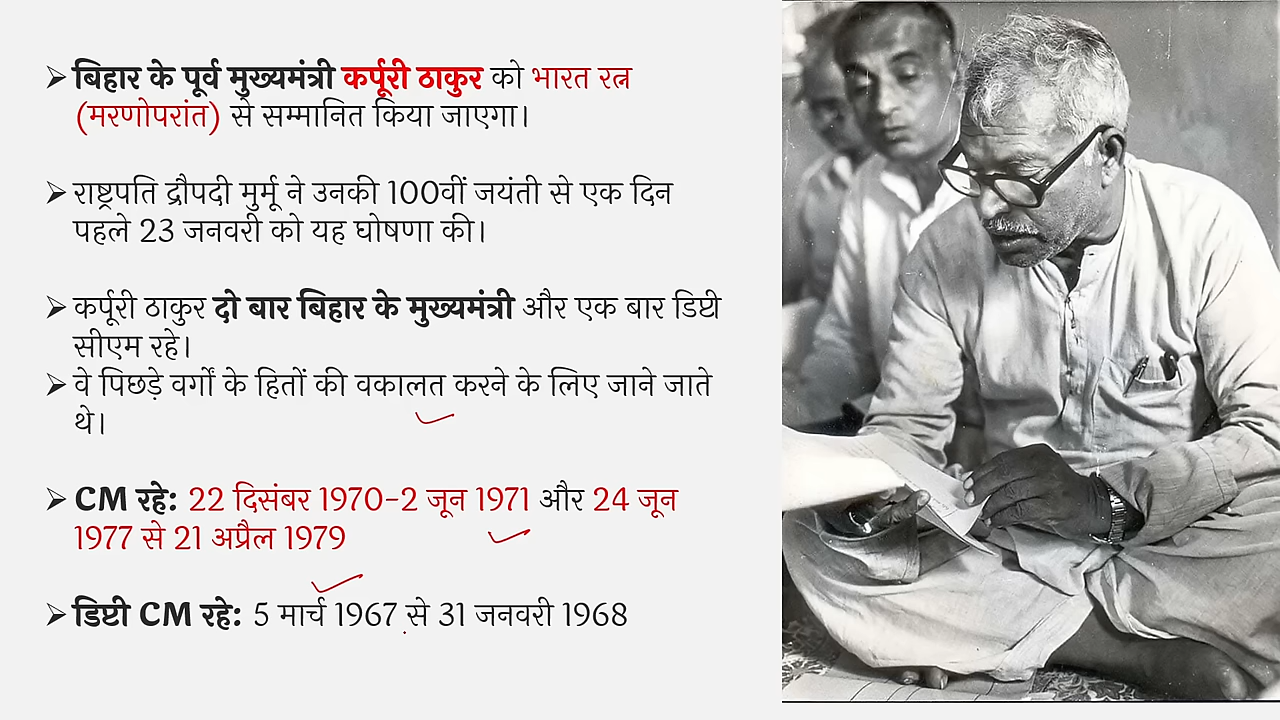 ➢ बिहार के पूर्व मुख्यमंत्री कर्पूरी ठाकुर को भारत रत्न
(मरणोपरांत) से सम्मानित किया जाएगा।
➢ राष्ट्रपति द्रौपदी मुर्मू ने उनकी 100वीं जयंती से एक दिन
पहले 23 जनवरी को यह घोषणा की।
➢ कर्पूरी ठाकुर दो बार बिहार के मुख्यमंत्री और एक बार डिप्टी
सीएम रहे।
➢ वे पिछड़े वर्गों के हितों की वकालत करने के लिए जाने जाते
थे।
➢ CM रहे: 22 दिसंबर 1970-2 जून 1971 और 24 जून
1977 से 21 अप्रैल 1979
➢ डिप्टी CM रहे: 5 मार्च 1967 से 31 जनवरी 1968